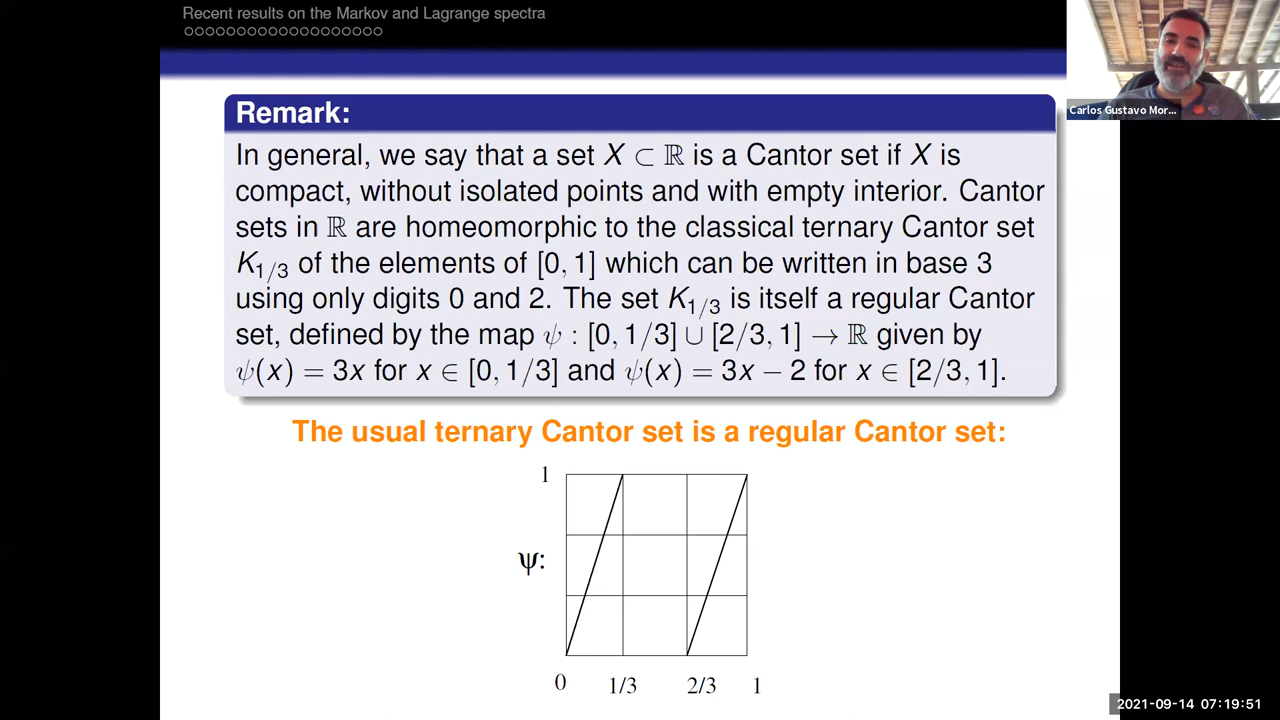 Recent results on the Markov and Lagrange spectra
Carlos Gustavo Mor...
Remark:
In general, we say that a set X ⊂ ℝ is a Cantor set if X is
compact, without isolated points and with empty interior. Cantor
sets in ℝ are homeomorphic to the classical ternary Cantor set
K₁/₃ of the elements of [0, 1] which can be written in base 3
using only digits 0 and 2. The set K₁/₃ is itself a regular Cantor
set, defined by the map ψ : [0, 1/3] ∪ [2/3, 1] → ℝ given by
ψ(x) = 3x for x ∈ [0, 1/3] and ψ(x) = 3x − 2 for x ∈ [2/3, 1].
The usual ternary Cantor set is a regular Cantor set:
1
ψ:
0 1/3 2/3 1
2021-09-14 07:19:51